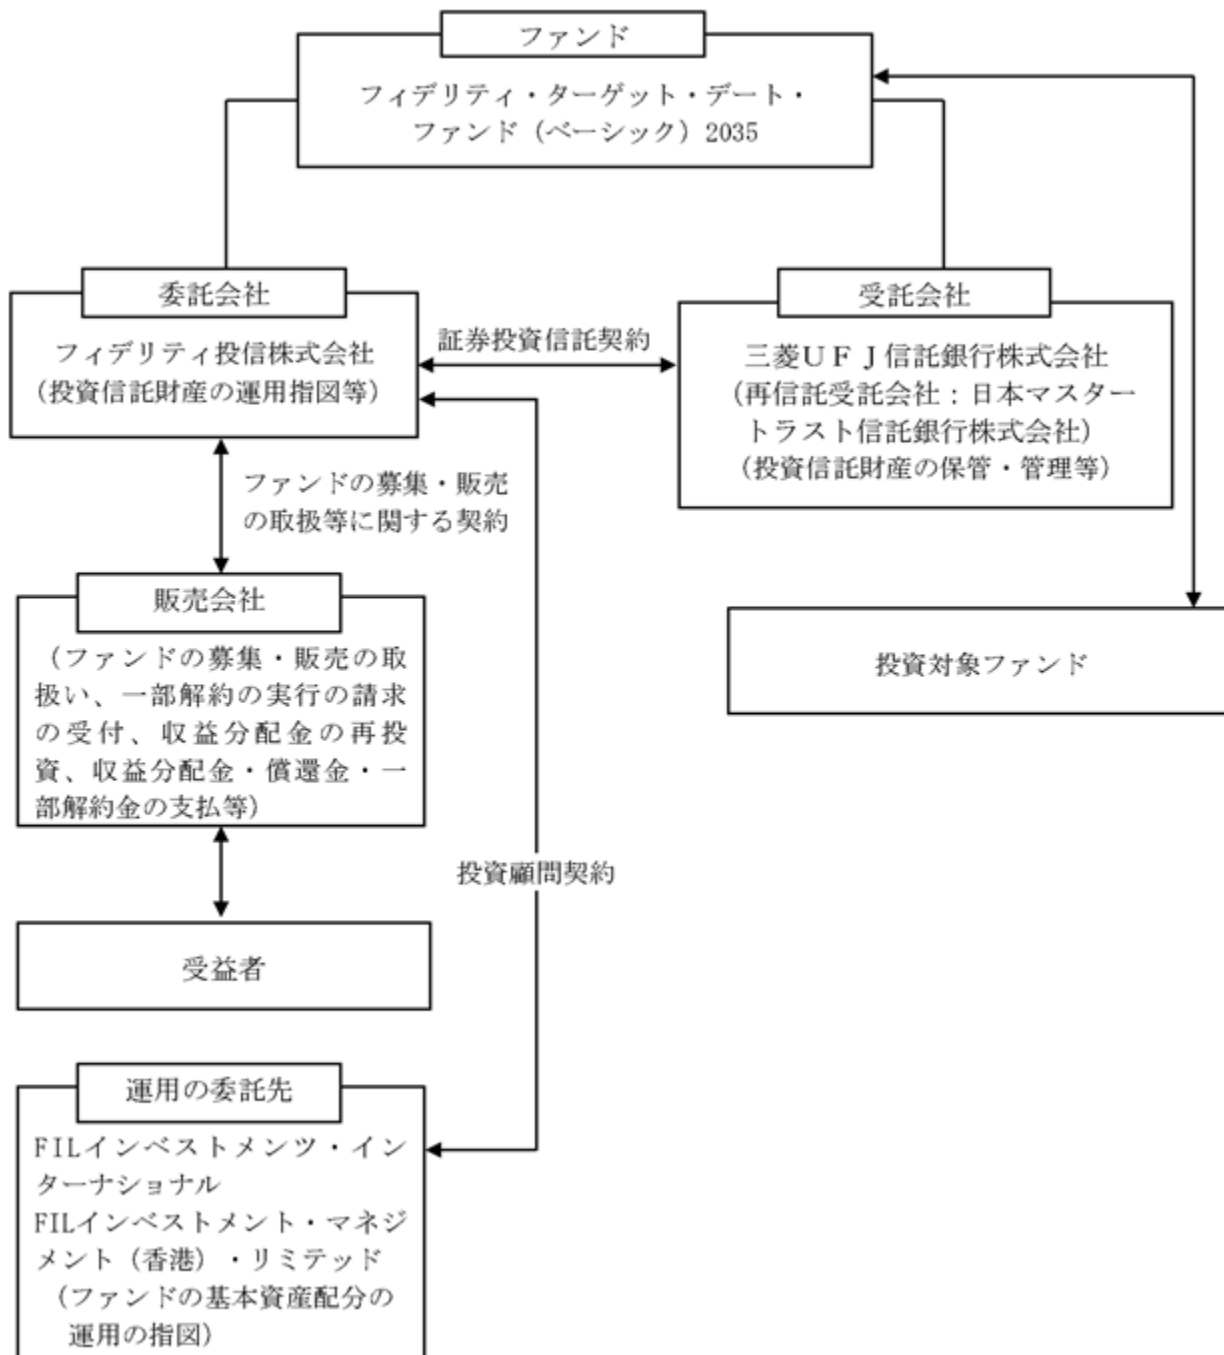 ファンド
フィデリティ・ターゲット・デート・
ファンド（ベーシック）2035
委託会社
フィデリティ投信株式会社
（投資信託財産の運用指図等）
証券投資信託契約
受託会社
三菱ＵＦＪ信託銀行株式会社
（再信託受託会社：日本マスター
トラスト信託銀行株式会社）
（投資信託財産の保管・管理等）
ファンドの募集・販売
の取扱等に関する契約
販売会社
（ファンドの募集・販売の取
扱い、一部解約の実行の請求
の受付、収益分配金の再投
資、収益分配金・償還金・一
部解約金の支払等）
投資対象ファンド
投資顧問契約
受益者
運用の委託先
FILインベストメンツ・イン
ターナショナル
FILインベストメント・マネジ
メント（香港）・リミテッド
（ファンドの基本資産配分の
運用の指図）